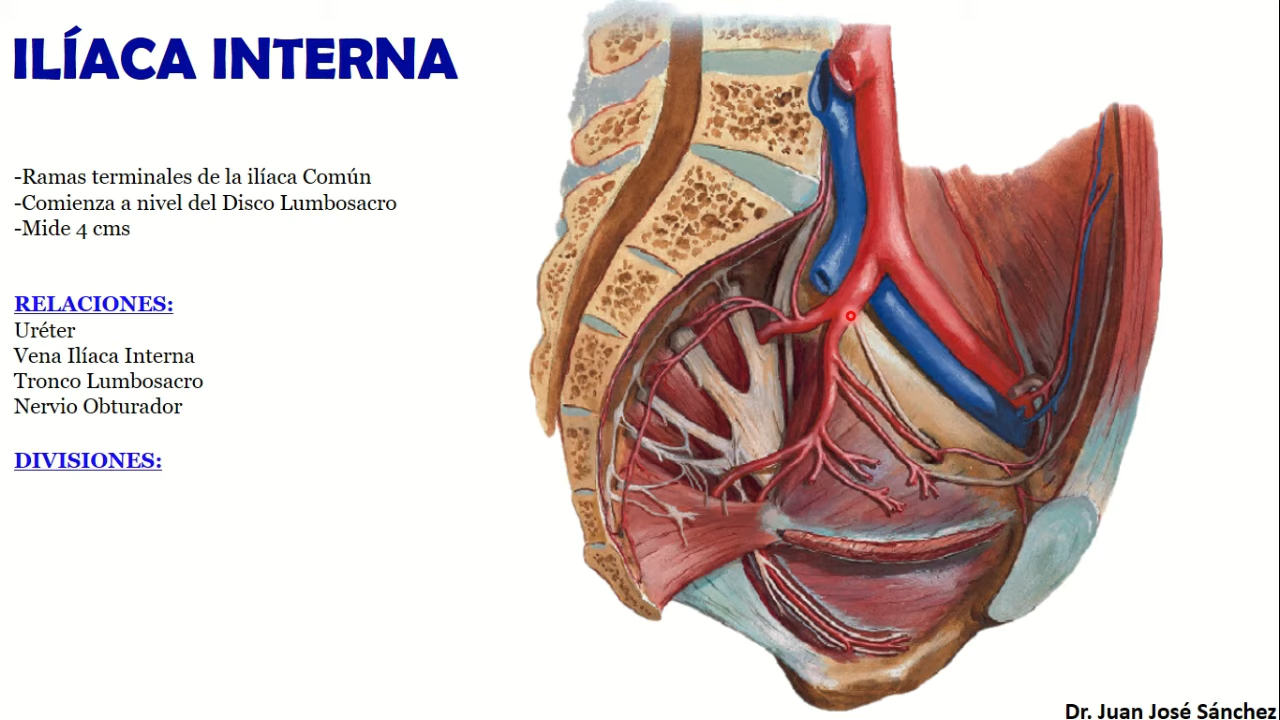 ILÍACA INTERNA
-Ramas terminales de la ilíaca Común
-Comienza a nivel del Disco Lumbosacro
-Mide 4 cms
RELACIONES:
Uréter
Vena Ilíaca Interna
Tronco Lumbosacro
Nervio Obturador
DIVISIONES:
Dr. Juan José Sánchez